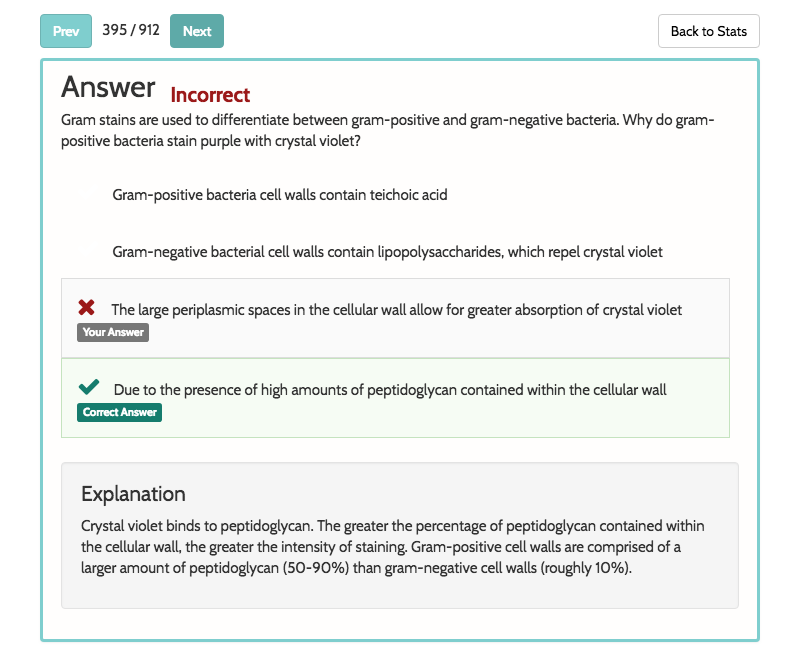 Prev 395 / 912 Next Back to Stats
Answer Incorrect
Gram stains are used to differentiate between gram-positive and gram-negative bacteria. Why do gram-
positive bacteria stain purple with crystal violet?
Gram-positive bacteria cell walls contain teichoic acid
Gram-negative bacterial cell walls contain lipopolysaccharides, which repel crystal violet
The large periplasmic spaces in the cellular wall allow for greater absorption of crystal violet
Your Answer
Due to the presence of high amounts of peptidoglycan contained within the cellular wall
Correct Answer
Explanation
Crystal violet binds to peptidoglycan. The greater the percentage of peptidoglycan contained within
the cellular wall, the greater the intensity of staining. Gram-positive cell walls are comprised of a
larger amount of peptidoglycan (50-90%) than gram-negative cell walls (roughly 10%).